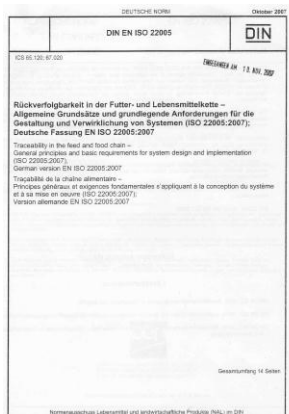 DEUTSCHE NORM
Oktober 2007
DIN EN ISO 22005
DIN
ICS 65.120; 67.020
EINGEGANGEN AM 13. NOV. 2007
Rückverfolgbarkeit in der Futter- und Lebensmittelkette –
Allgemeine Grundsätze und grundlegende Anforderungen für die
Gestaltung und Verwirklichung von Systemen (ISO 22005:2007);
Deutsche Fassung EN ISO 22005:2007
Traceability in the feed and food chain –
General principles and basic requirements for system design and implementation
(ISO 22005:2007);
German version EN ISO 22005:2007
Traçabilité de la chaîne alimentaire –
Principes généraux et exigences fondamentales s'appliquant à la conception du système
et à sa mise en oeuvre (ISO 22005:2007);
Version allemande EN ISO 22005:2007
Gesamtumfang 14 Seiten
Normenausschuss Lebensmittel und landwirtschaftliche Produkte (NAL) im DIN